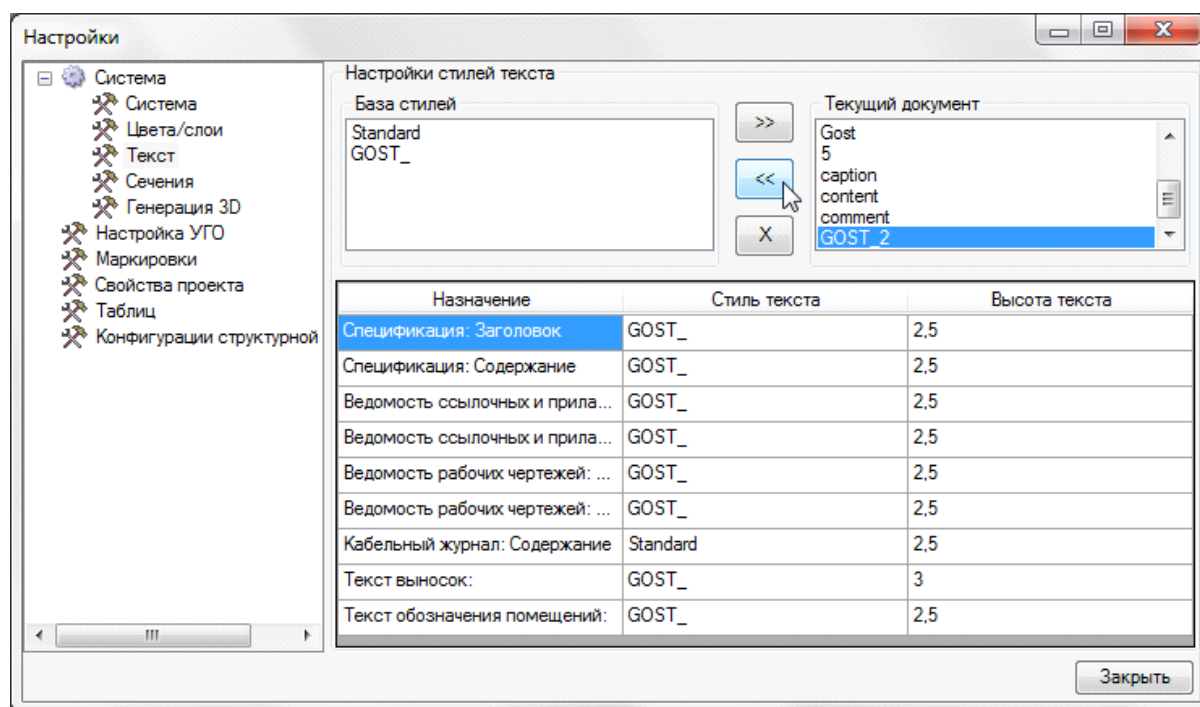 Настройки
Система
Система
Цвета/слои
Текст
Сечения
Генерация 3D
Настройка УГО
Маркировки
Свойства проекта
Таблиц
Конфигурации структурной
Настройки стилей текста
База стилей
Standard
GOST_
>>
<<
X
Текущий документ
Gost
5
caption
content
comment
GOST_2
Назначение Стиль текста Высота текста
Спецификация: Заголовок GOST_ 2,5
Спецификация: Содержание GOST_ 2,5
Ведомость ссылочных и прила... GOST_ 2,5
Ведомость ссылочных и прила... GOST_ 2,5
Ведомость рабочих чертежей: ... GOST_ 2,5
Ведомость рабочих чертежей: ... GOST_ 2,5
Кабельный журнал: Содержание Standard 2,5
Текст выносок: GOST_ 3
Текст обозначения помещений: GOST_ 2,5
Закрыть